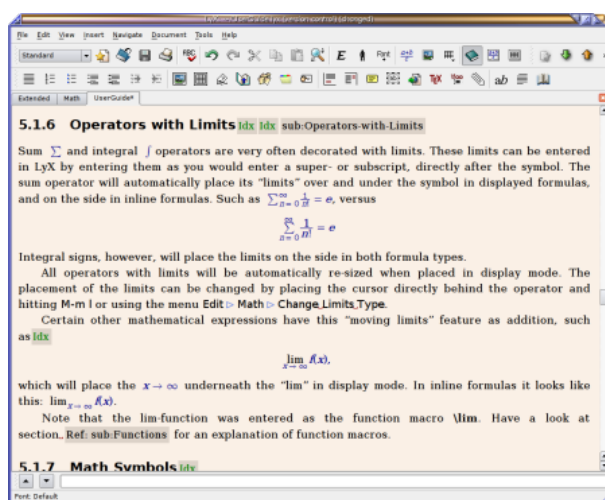 File Edit View Insert Navigate Document Tools Help
Standard
Extended Math UserGuide*
5.1.6 Operators with Limits Idx Idx sub:Operators-with-Limits
Sum ∑ and integral ∫ operators are very often decorated with limits. These limits can be entered
in LyX by entering them as you would enter a super- or subscript, directly after the symbol. The
sum operator will automatically place its "limits" over and under the symbol in displayed formulas,
and on the side in inline formulas. Such as ∑_{n=0}^{∞} 1/n! = e, versus
∑_{n=0}^{∞} 1/n! = e
Integral signs, however, will place the limits on the side in both formula types.
All operators with limits will be automatically re-sized when placed in display mode. The
placement of the limits can be changed by placing the cursor directly behind the operator and
hitting M-m l or using the menu Edit ▷ Math ▷ Change Limits Type.
Certain other mathematical expressions have this "moving limits" feature as addition, such
as Idx
lim_{x→∞} f(x),
which will place the x → ∞ underneath the "lim" in display mode. In inline formulas it looks like
this: lim_{x→∞} f(x).
Note that the lim-function was entered as the function macro \lim. Have a look at
section Ref: sub:Functions for an explanation of function macros.
5.1.7 Math Symbols Idx
Font: Default